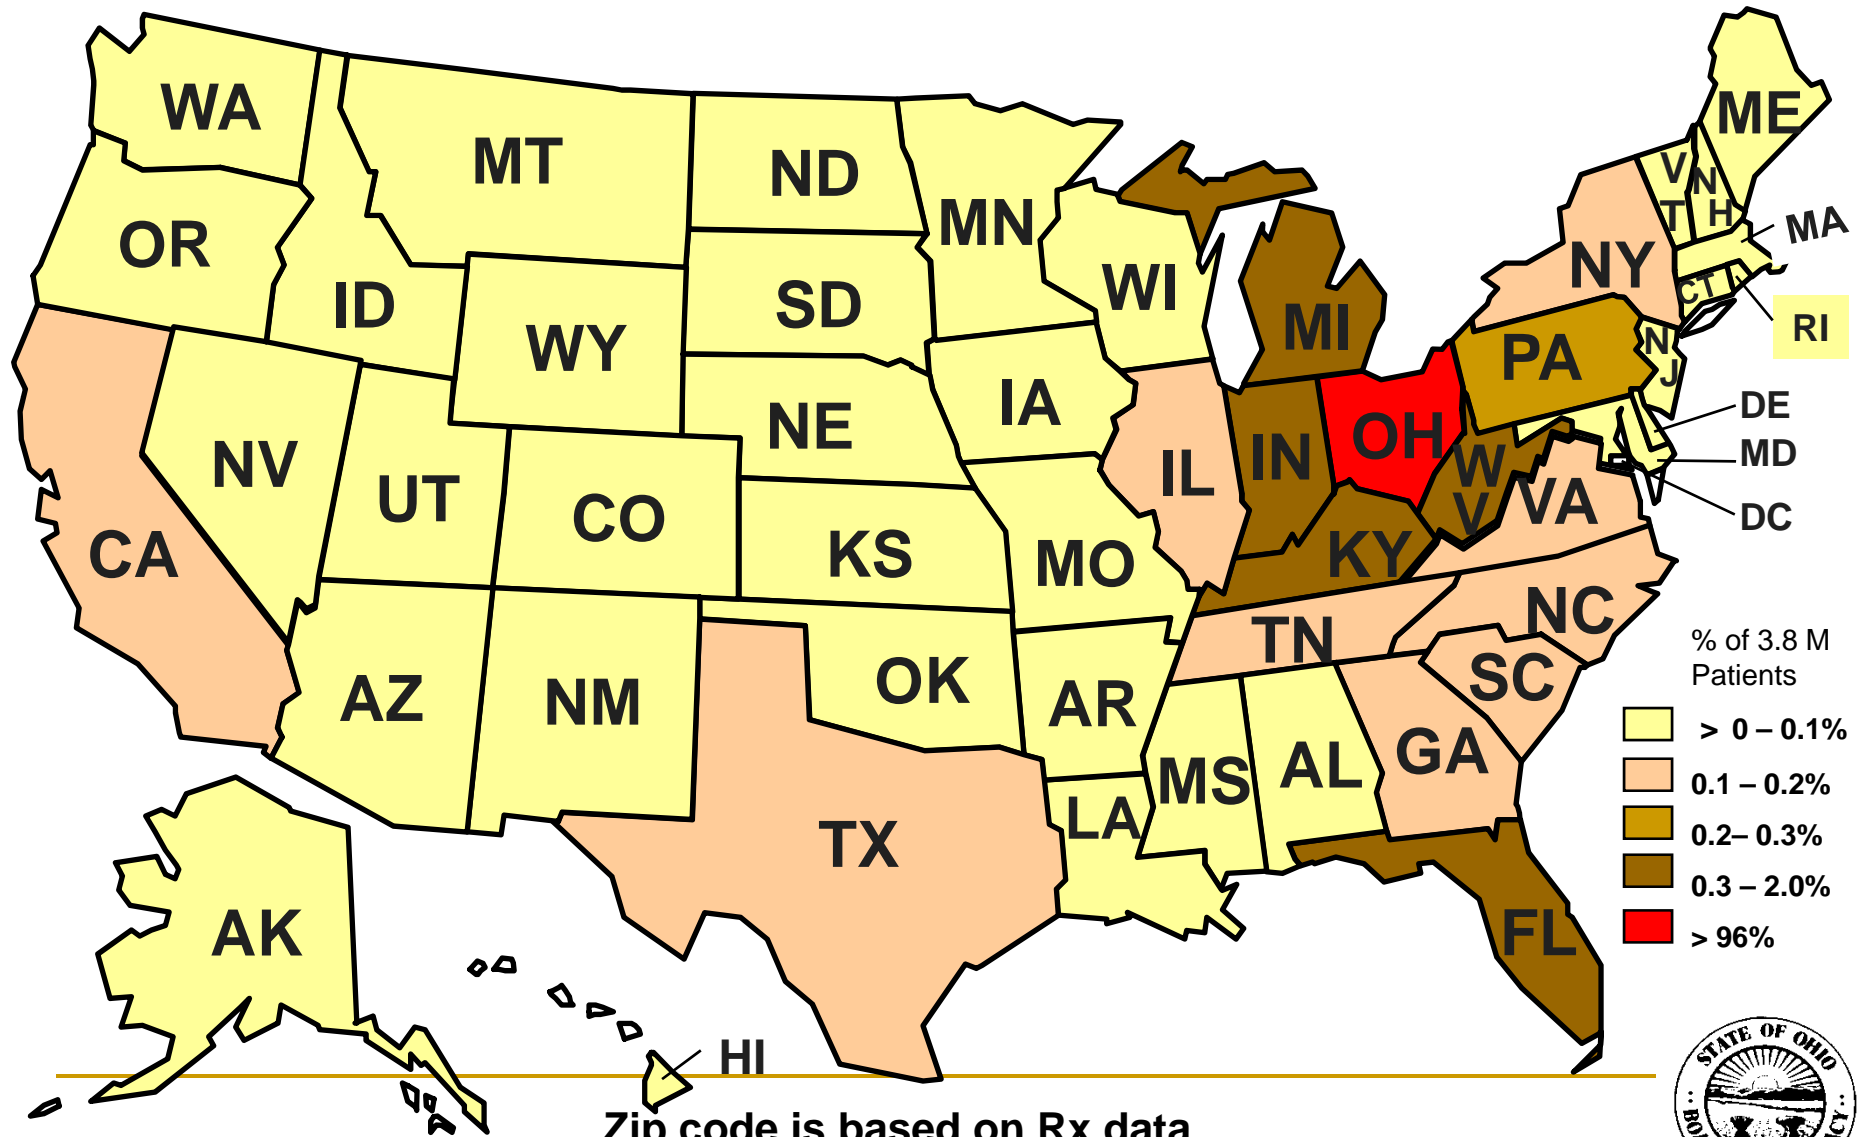 WA
MT
ND
MN
ME
V
T
N
H
MA
OR
ID
SD
WI
MI
NY
CT
RI
WY
IA
NE
PA
N
J
DE
MD
DC
NV
UT
CO
KS
MO
IL
IN
OH
W
V
VA
KY
CA
AZ
NM
OK
AR
TN
NC
SC
GA
AL
MS
LA
TX
FL
AK
HI
% of 3.8 M
Patients
> 0 – 0.1%
0.1 – 0.2%
0.2– 0.3%
0.3 – 2.0%
> 96%
Zip code is based on Rx data
STATE OF OHIO